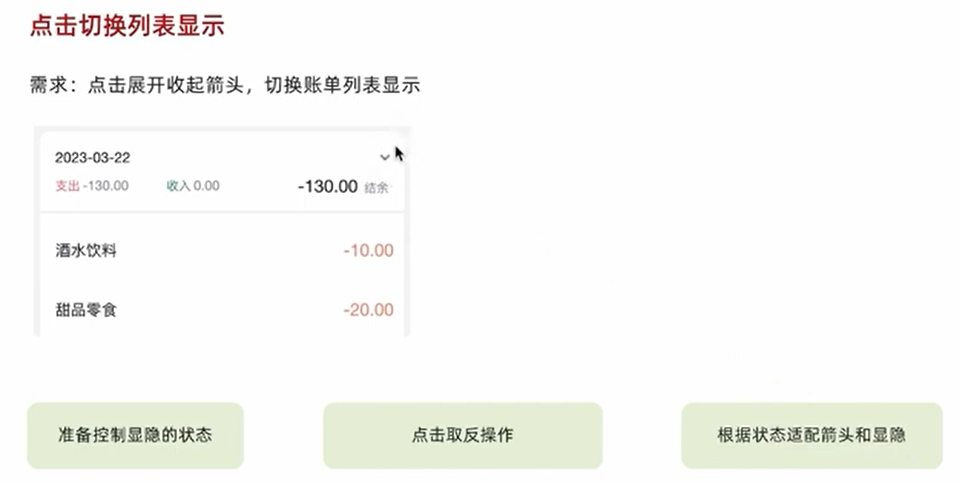 点击切换列表显示
需求：点击展开收起箭头，切换账单列表显示
2023-03-22
支出 -130.00 收入 0.00 -130.00 结余
酒水饮料 -10.00
甜品零食 -20.00
准备控制显隐的状态 点击取反操作 根据状态适配箭头和显隐